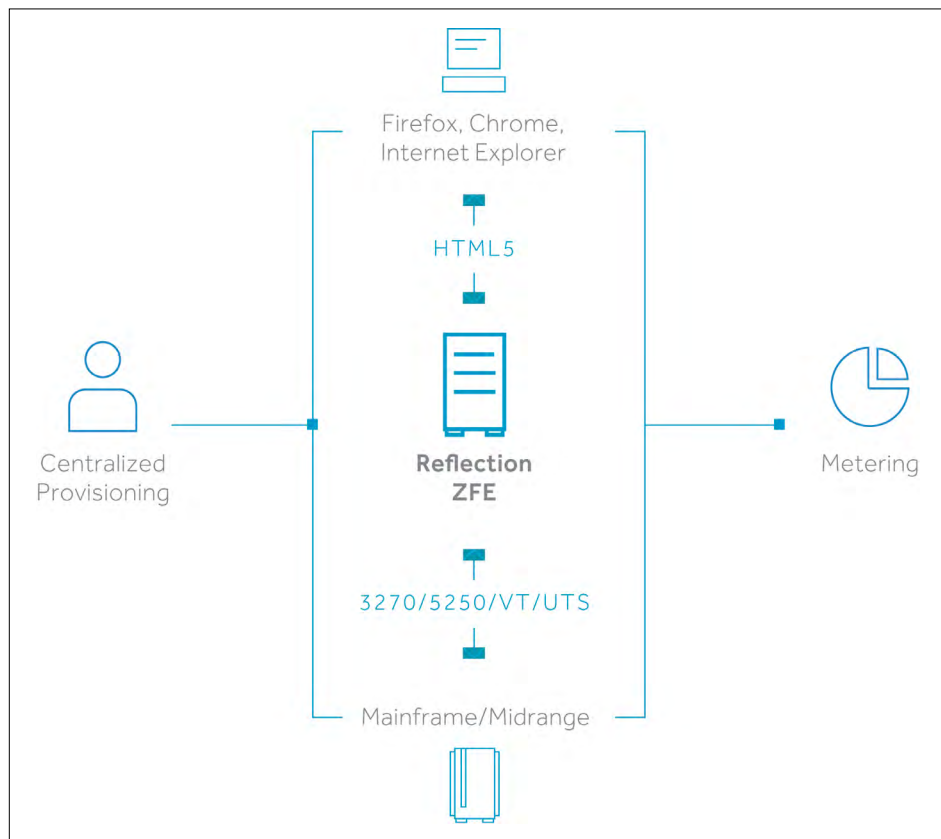 Firefox, Chrome,
Internet Explorer
HTML5
Centralized
Provisioning
Reflection
ZFE
Metering
3270/5250/VT/UTS
Mainframe/Midrange